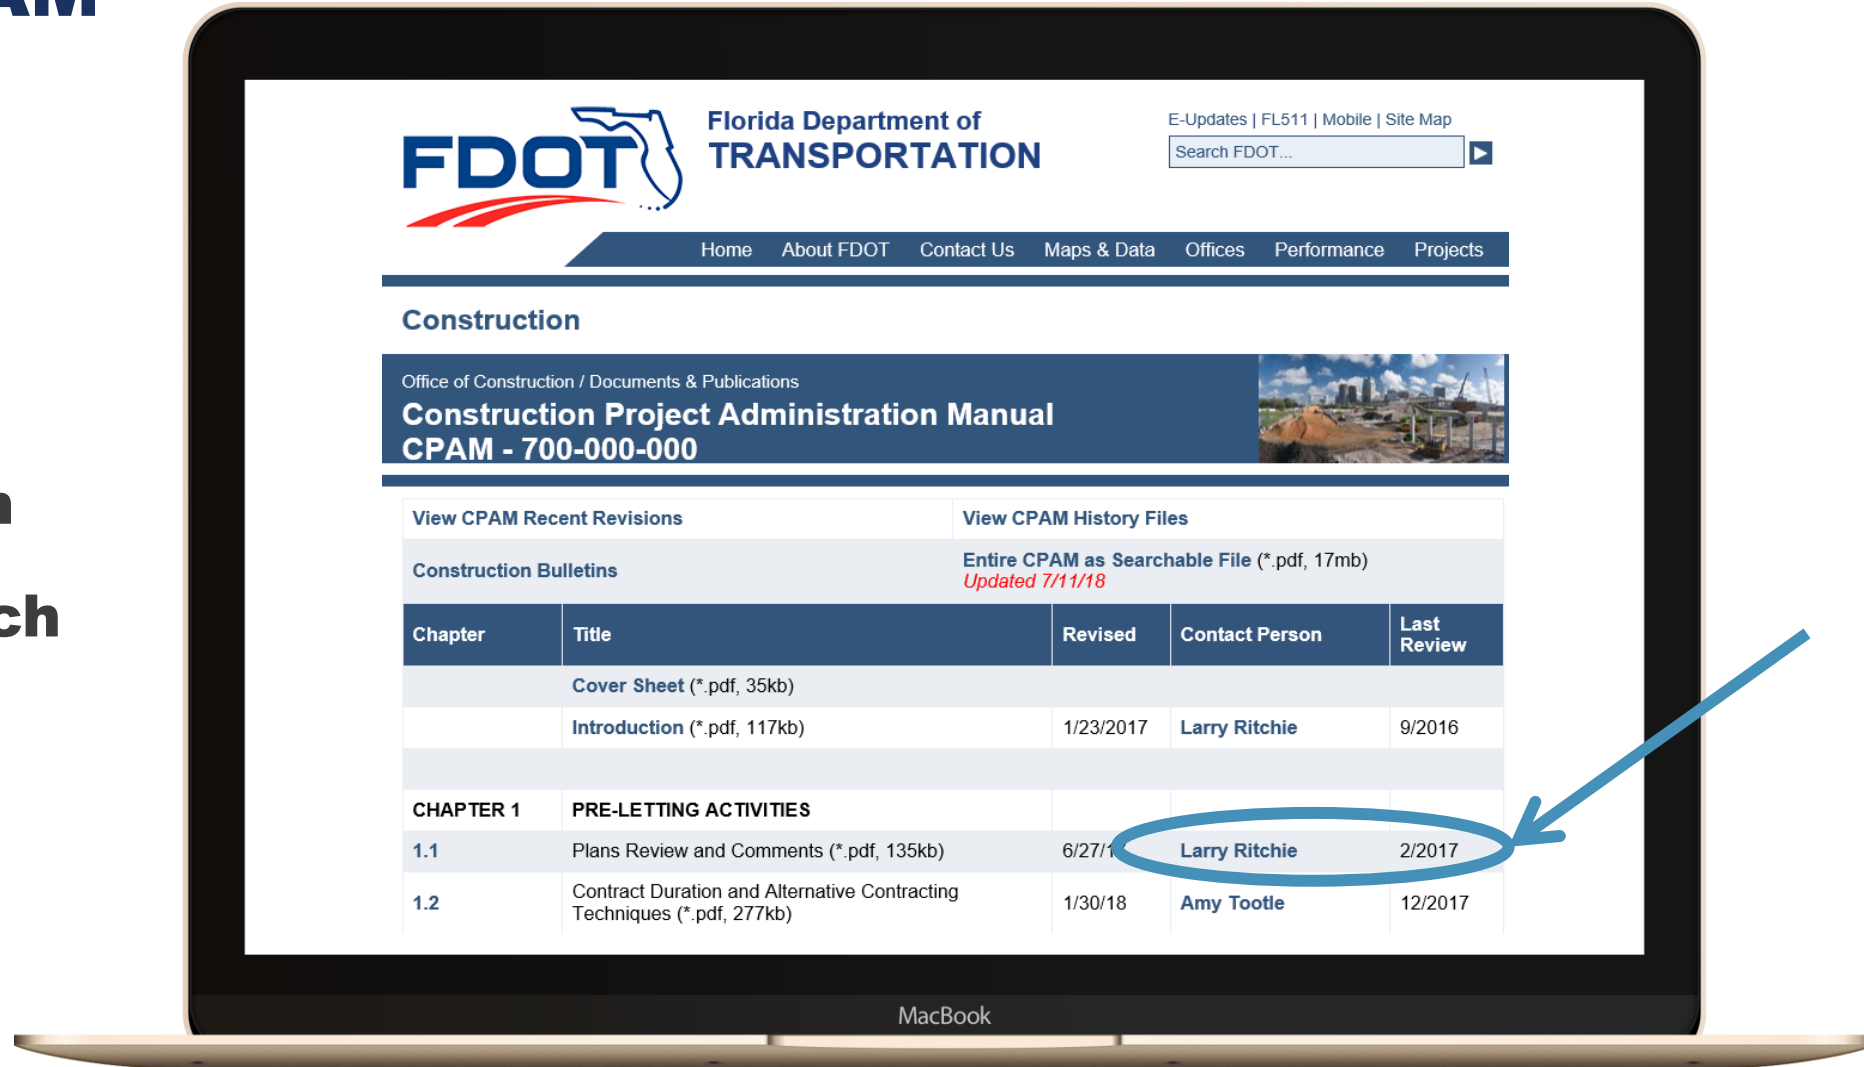 AM
n
ch
FDOT
Florida Department of
TRANSPORTATION
E-Updates | FL511 | Mobile | Site Map
Search FDOT...
Home About FDOT Contact Us Maps & Data Offices Performance Projects
Construction
Office of Construction / Documents & Publications
Construction Project Administration Manual
CPAM - 700-000-000
View CPAM Recent Revisions View CPAM History Files
Construction Bulletins Entire CPAM as Searchable File (*.pdf, 17mb)
Updated 7/11/18
Chapter Title Revised Contact Person Last Review
Cover Sheet (*.pdf, 35kb)
Introduction (*.pdf, 117kb) 1/23/2017 Larry Ritchie 9/2016
CHAPTER 1 PRE-LETTING ACTIVITIES
1.1 Plans Review and Comments (*.pdf, 135kb) Larry Ritchie 2/2017
1.2 Contract Duration and Alternative Contracting
Techniques (*.pdf, 277kb) 1/30/18 Amy Tootle 12/2017
MacBook